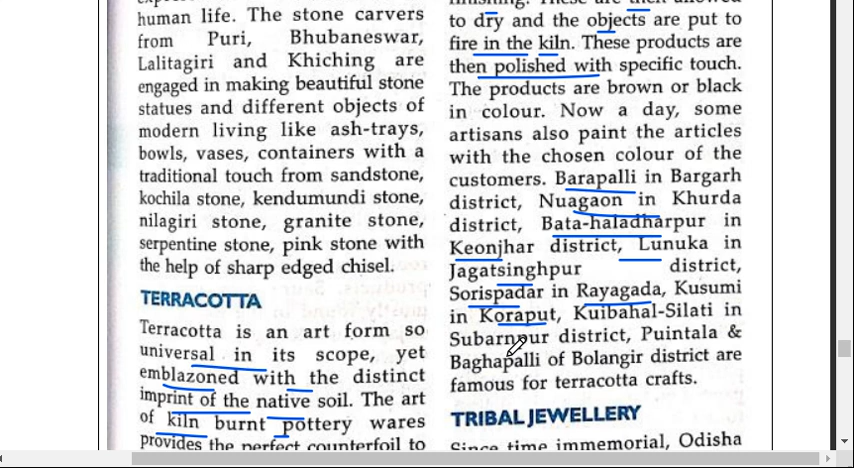 human life. The stone carvers
from Puri, Bhubaneswar,
Lalitagiri and Khiching are
engaged in making beautiful stone
statues and different objects of
modern living like ash-trays,
bowls, vases, containers with a
traditional touch from sandstone,
kochila stone, kendumundi stone,
nilagiri stone, granite stone,
serpentine stone, pink stone with
the help of sharp edged chisel.
TERRACOTTA
Terracotta is an art form so
universal in its scope, yet
emblazoned with the distinct
imprint of the native soil. The art
of kiln burnt pottery wares
provides the perfect counterfoil to
to dry and the objects are put to
fire in the kiln. These products are
then polished with specific touch.
The products are brown or black
in colour. Now a day, some
artisans also paint the articles
with the chosen colour of the
customers. Barapalli in Bargarh
district, Nuagaon in Khurda
district, Bata-haladharpur in
Keonjhar district, Lunuka in
Jagatsinghpur district,
Sorispadar in Rayagada, Kusumi
in Koraput, Kuibahal-Silati in
Subarnpur district, Puintala &
Baghapalli of Bolangir district are
famous for terracotta crafts.
TRIBAL JEWELLERY
Since time immemorial, Odisha